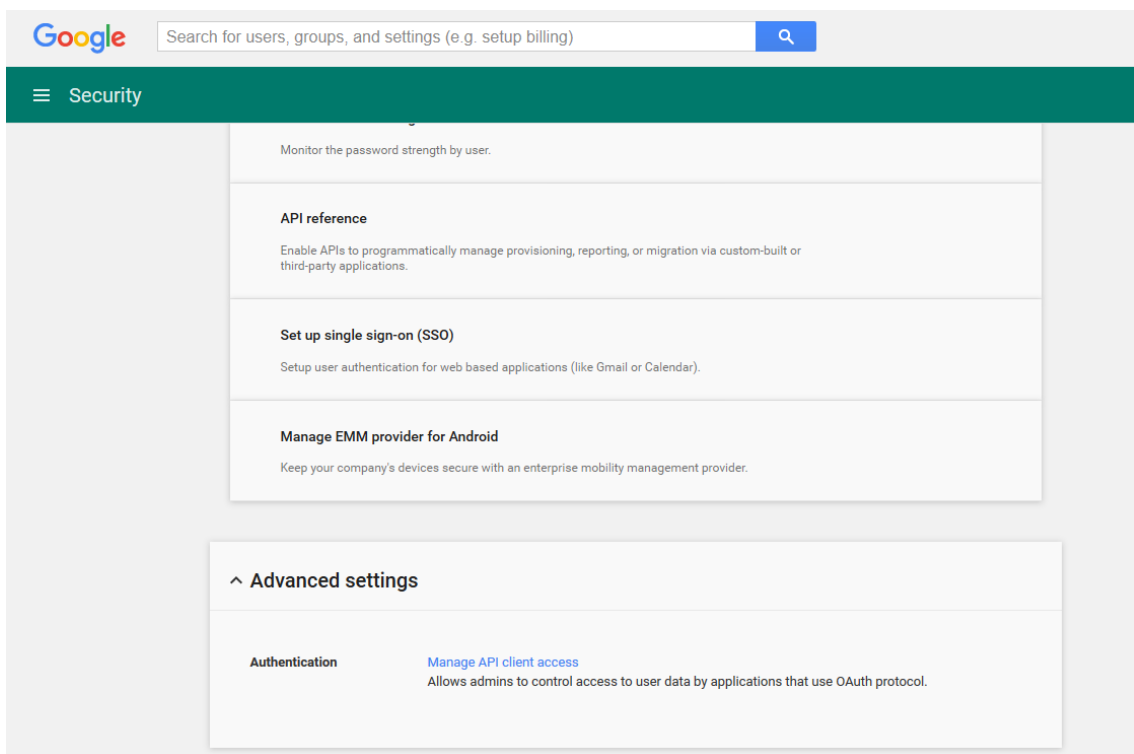 Google
Search for users, groups, and settings (e.g. setup billing)
Security
Monitor the password strength by user.
API reference
Enable APIs to programmatically manage provisioning, reporting, or migration via custom-built or
third-party applications.
Set up single sign-on (SSO)
Setup user authentication for web based applications (like Gmail or Calendar).
Manage EMM provider for Android
Keep your company's devices secure with an enterprise mobility management provider.
Advanced settings
Authentication
Manage API client access
Allows admins to control access to user data by applications that use OAuth protocol.